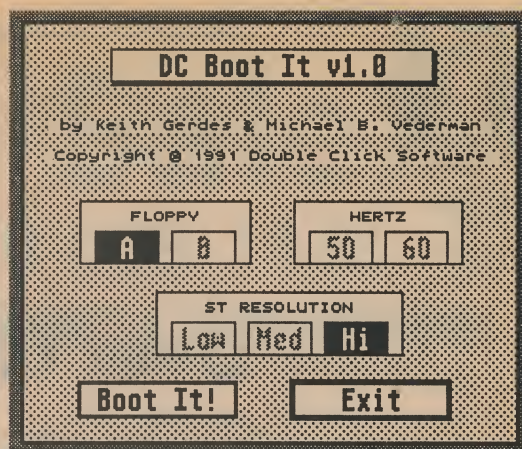 DC Boot It v1.0
by Keith Gerdes & Michael B. Vederman
Copyright © 1991 Double Click Software
FLOPPY
A B
HERTZ
50 60
ST RESOLUTION
Low Med Hi
Boot It! Exit